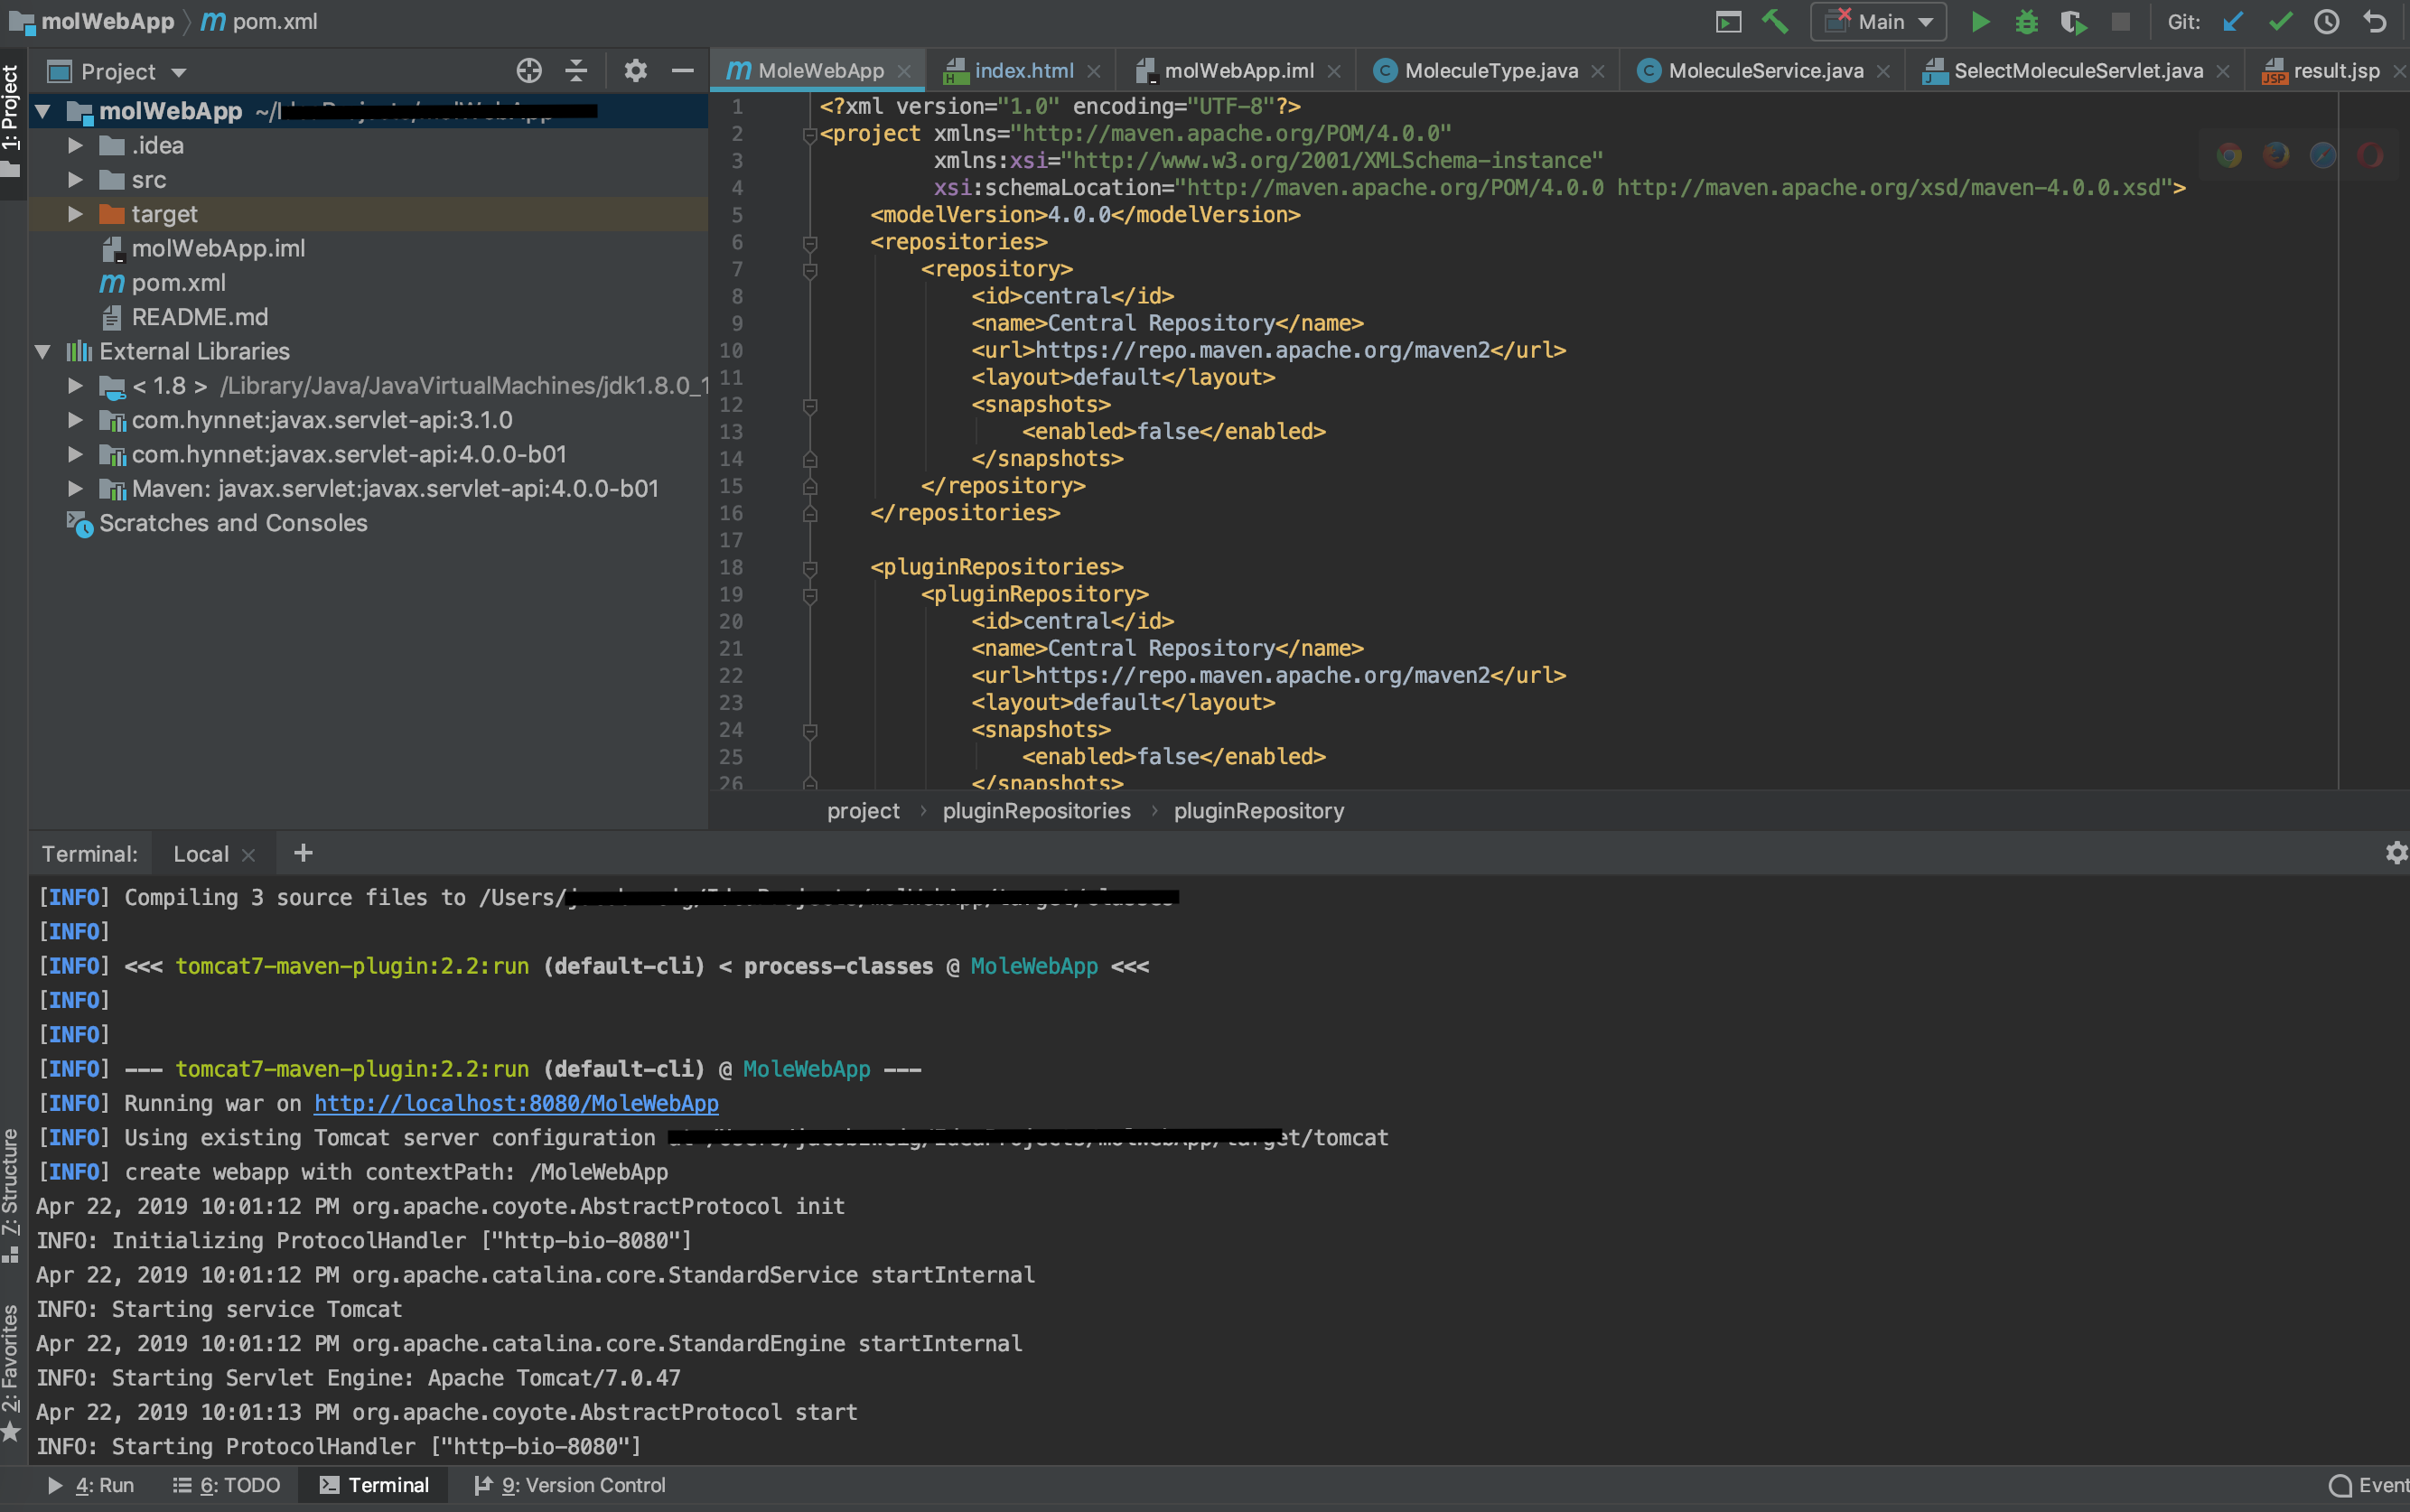 molWebApp pom.xml
Main
Git:
1: Project
Project
molWebApp ~/
.idea
src
target
molWebApp.iml
pom.xml
README.md
External Libraries
< 1.8 > /Library/Java/JavaVirtualMachines/jdk1.8.0_1
com.hynnet:javax.servlet-api:3.1.0
com.hynnet:javax.servlet-api:4.0.0-b01
Maven: javax.servlet:javax.servlet-api:4.0.0-b01
Scratches and Consoles
MoleWebApp index.html molWebApp.iml MoleculeType.java MoleculeService.java SelectMoleculeServlet.java result.jsp
1 <?xml version="1.0" encoding="UTF-8"?>
2 <project xmlns="http://maven.apache.org/POM/4.0.0"
3 xmlns:xsi="http://www.w3.org/2001/XMLSchema-instance"
4 xsi:schemaLocation="http://maven.apache.org/POM/4.0.0 http://maven.apache.org/xsd/maven-4.0.0.xsd">
5 <modelVersion>4.0.0</modelVersion>
6 <repositories>
7 <repository>
8 <id>central</id>
9 <name>Central Repository</name>
10 <url>https://repo.maven.apache.org/maven2</url>
11 <layout>default</layout>
12 <snapshots>
13 <enabled>false</enabled>
14 </snapshots>
15 </repository>
16 </repositories>
17
18 <pluginRepositories>
19 <pluginRepository>
20 <id>central</id>
21 <name>Central Repository</name>
22 <url>https://repo.maven.apache.org/maven2</url>
23 <layout>default</layout>
24 <snapshots>
25 <enabled>false</enabled>
26 </snapshots>
project › pluginRepositories › pluginRepository
Terminal: Local +
[INFO] Compiling 3 source files to /Users/
[INFO]
[INFO] <<< tomcat7-maven-plugin:2.2:run (default-cli) < process-classes @ MoleWebApp <<<
[INFO]
[INFO]
[INFO] --- tomcat7-maven-plugin:2.2:run (default-cli) @ MoleWebApp ---
[INFO] Running war on http://localhost:8080/MoleWebApp
[INFO] Using existing Tomcat server configuration /tomcat
[INFO] create webapp with contextPath: /MoleWebApp
Apr 22, 2019 10:01:12 PM org.apache.coyote.AbstractProtocol init
INFO: Initializing ProtocolHandler ["http-bio-8080"]
Apr 22, 2019 10:01:12 PM org.apache.catalina.core.StandardService startInternal
INFO: Starting service Tomcat
Apr 22, 2019 10:01:12 PM org.apache.catalina.core.StandardEngine startInternal
INFO: Starting Servlet Engine: Apache Tomcat/7.0.47
Apr 22, 2019 10:01:13 PM org.apache.coyote.AbstractProtocol start
INFO: Starting ProtocolHandler ["http-bio-8080"]
7: Structure
2: Favorites
4: Run 6: TODO Terminal 9: Version Control Event